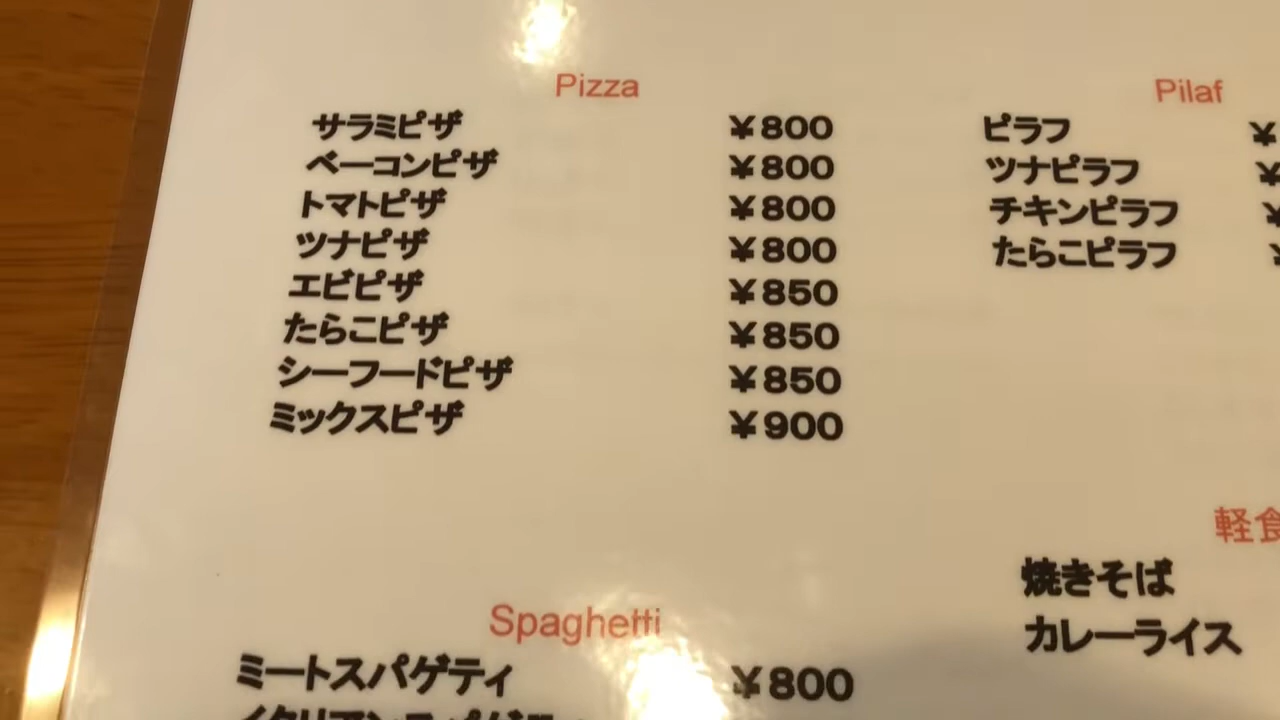 Pizza
サラミピザ ¥800
ベーコンピザ ¥800
トマトピザ ¥800
ツナピザ ¥800
エビピザ ¥850
たらこピザ ¥850
シーフードピザ ¥850
ミックスピザ ¥900
Pilaf
ピラフ ¥
ツナピラフ ¥
チキンピラフ ¥
たらこピラフ ¥
軽食
焼きそば
カレーライス
Spaghetti
ミートスパゲティ ¥800